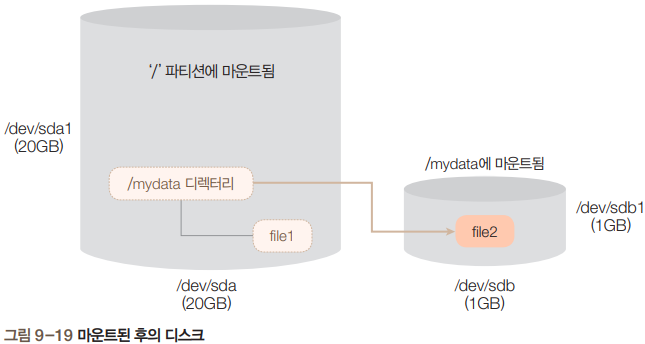 '/' 파티션에 마운트됨
/dev/sda1
(20GB)
/mydata 디렉터리
file1
/dev/sda
(20GB)
/mydata에 마운트됨
file2
/dev/sdb1
(1GB)
/dev/sdb
(1GB)
그림 9-19 마운트된 후의 디스크